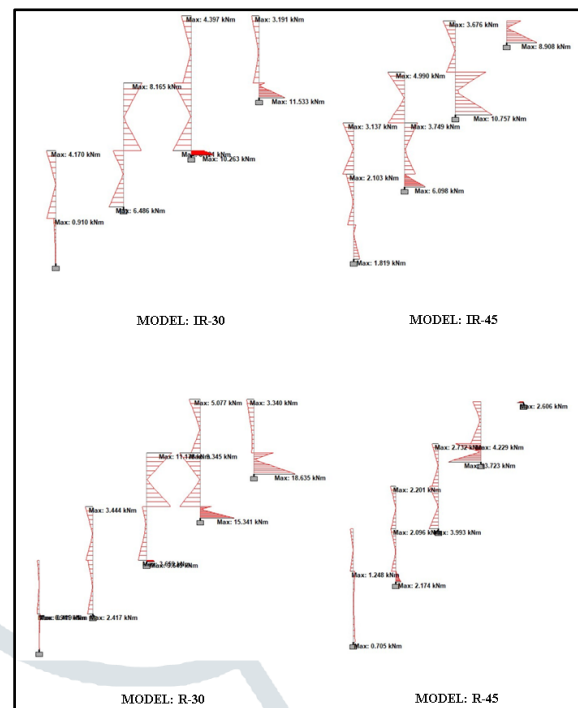 Max: 4.397 kNm
Max: 3.191 kNm
Max: 8.165 kNm
Max: 11.533 kNm
Max: 4.170 kNm
Max: 10.263 kNm
Max: 6.486 kNm
Max: 0.910 kNm
MODEL: IR-30
Max: 3.676 kNm
Max: 8.908 kNm
Max: 4.990 kNm
Max: 10.757 kNm
Max: 3.137 kNm
Max: 3.749 kNm
Max: 2.103 kNm
Max: 6.098 kNm
Max: 1.819 kNm
MODEL: IR-45
Max: 5.077 kNm
Max: 3.340 kNm
Max: 18.635 kNm
Max: 3.444 kNm
Max: 15.341 kNm
Max: 2.417 kNm
MODEL: R-30
Max: 2.606 kNm
Max: 2.732 kNm
Max: 4.229 kNm
Max: 3.723 kNm
Max: 2.201 kNm
Max: 2.096 kNm
Max: 3.993 kNm
Max: 1.248 kNm
Max: 2.174 kNm
Max: 0.705 kNm
MODEL: R-45